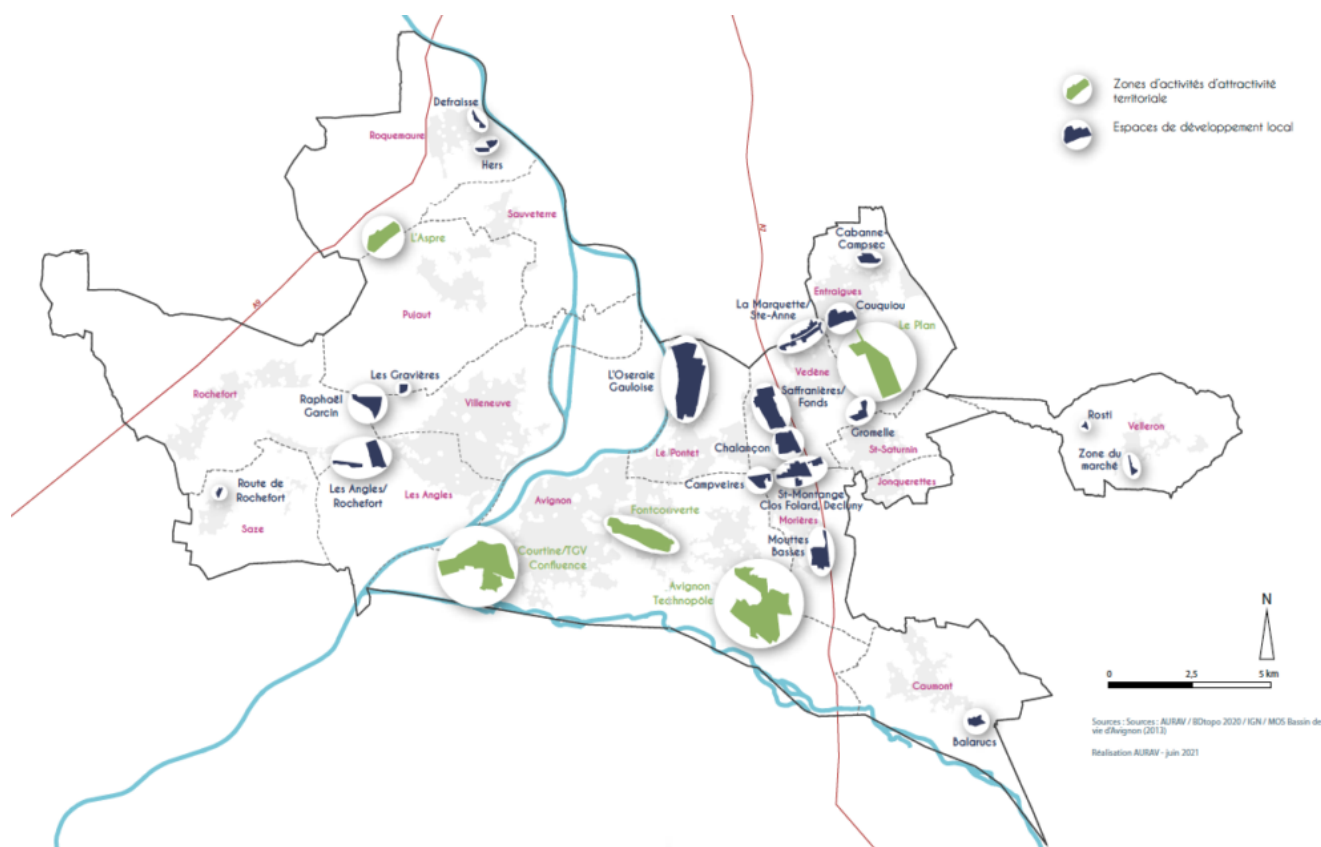 Zones d'activités d'attractivité
territoriale
Espaces de développement local
Defraisse
Roquemaure
Hers
Sauveterre
L'Aspre
A9
Pujaut
A7
Cabanne-
Campsec
Entraigues
La Marquette/
Ste-Anne
Couquiou
Le Plan
Vedène
L'Oseraie
Gauloise
Saffranières/
Fonds
Les Gravières
Raphaël
Garcin
Rochefort
Villeneuve
Gromelle
Chalançon
Le Pontet
St-Saturnin
Rosti
Velleron
Zone du
marché
Jonquerettes
Campveires
St-Montange
Clos Folard, Decluny
Route de
Rochefort
Les Angles/
Rochefort
Les Angles
Avignon
Fontcouverte
Morières
Mouttes
Basses
Saze
Courtine/TGV
Confluence
Avignon
Technopôle
N
0 2,5 5 km
Caumont
Balarucs
Sources : Sources : AURAV / BDtopo 2020 / IGN / MOS Bassin de
vie d'Avignon (2013)
Réalisation AURAV - juin 2021